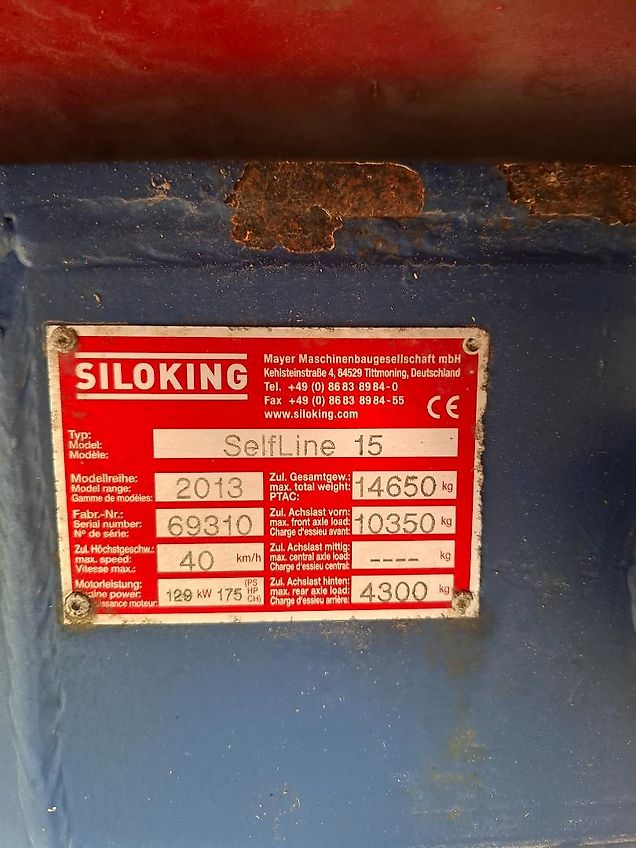 SILOKING
Mayer Maschinenbaugesellschaft mbH
Kehlsteinstraße 4, 84529 Tittmoning, Deutschland
Tel. +49 (0) 86 83 89 84-0
Fax +49 (0) 86 83 89 84-55
www.siloking.com
CE
Typ:
Model:
Modèle:
SelfLine 15
Modellreihe:
Model range:
Gamme de modèles:
2013
Zul. Gesamtgew.:
max. total weight:
PTAC:
14650 kg
Fabr.-Nr.:
Serial number:
N° de série:
69310
Zul. Achslast vorn:
max. front axle load:
Charge d'essieu avant:
10350 kg
Zul. Höchstgeschw.:
max. speed:
Vitesse max.:
40 km/h
Zul. Achslast mittig:
max. central axle load:
Charge d'essieu central:
---- kg
Motorleistung:
power:
moteur:
129 kW 175 (PS
HP
CH)
Zul. Achslast hinten:
max. rear axle load:
Charge d'essieu arrière:
4300 kg